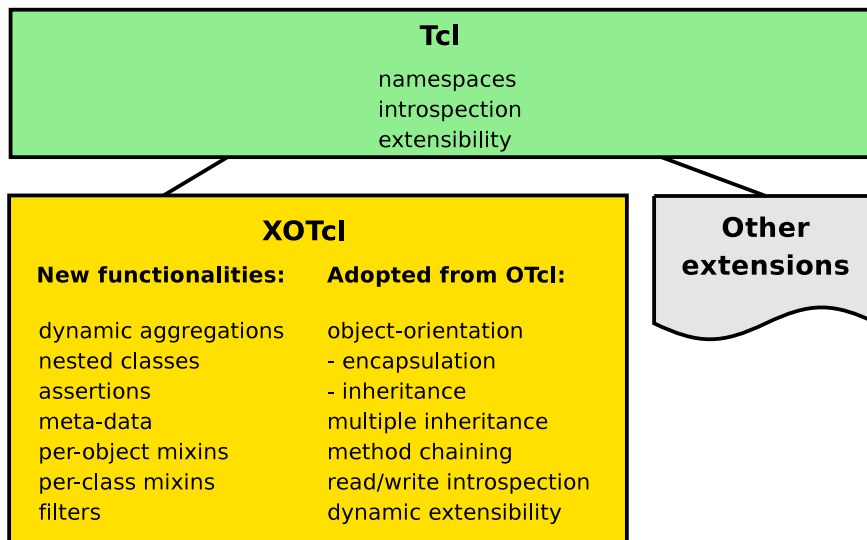 Tcl
namespaces
introspection
extensibility
XOTcl
New functionalities:
dynamic aggregations
nested classes
assertions
meta-data
per-object mixins
per-class mixins
filters
Adopted from OTcl:
object-orientation
- encapsulation
- inheritance
multiple inheritance
method chaining
read/write introspection
dynamic extensibility
Other
extensions